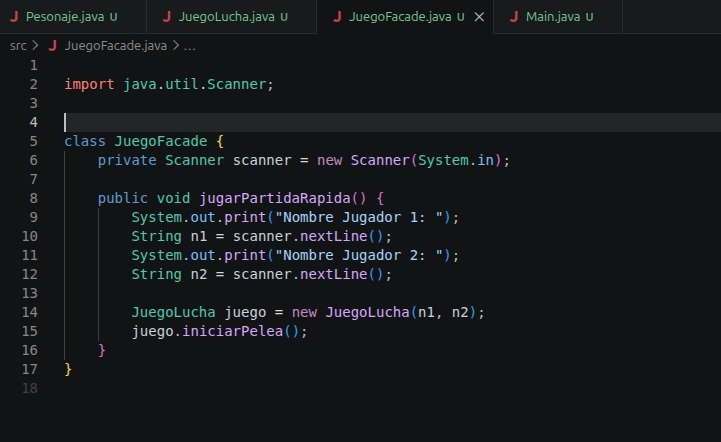 J Pesonaje.java U
J JuegoLucha.java U
J JuegoFacade.java U ×
J Main.java U
src > J JuegoFacade.java > ...
1
2 import java.util.Scanner;
3
4
5 class JuegoFacade {
6     private Scanner scanner = new Scanner(System.in);
7
8     public void jugarPartidaRapida() {
9         System.out.print("Nombre Jugador 1: ");
10         String n1 = scanner.nextLine();
11         System.out.print("Nombre Jugador 2: ");
12         String n2 = scanner.nextLine();
13
14         JuegoLucha juego = new JuegoLucha(n1, n2);
15         juego.iniciarPelea();
16     }
17 }
18